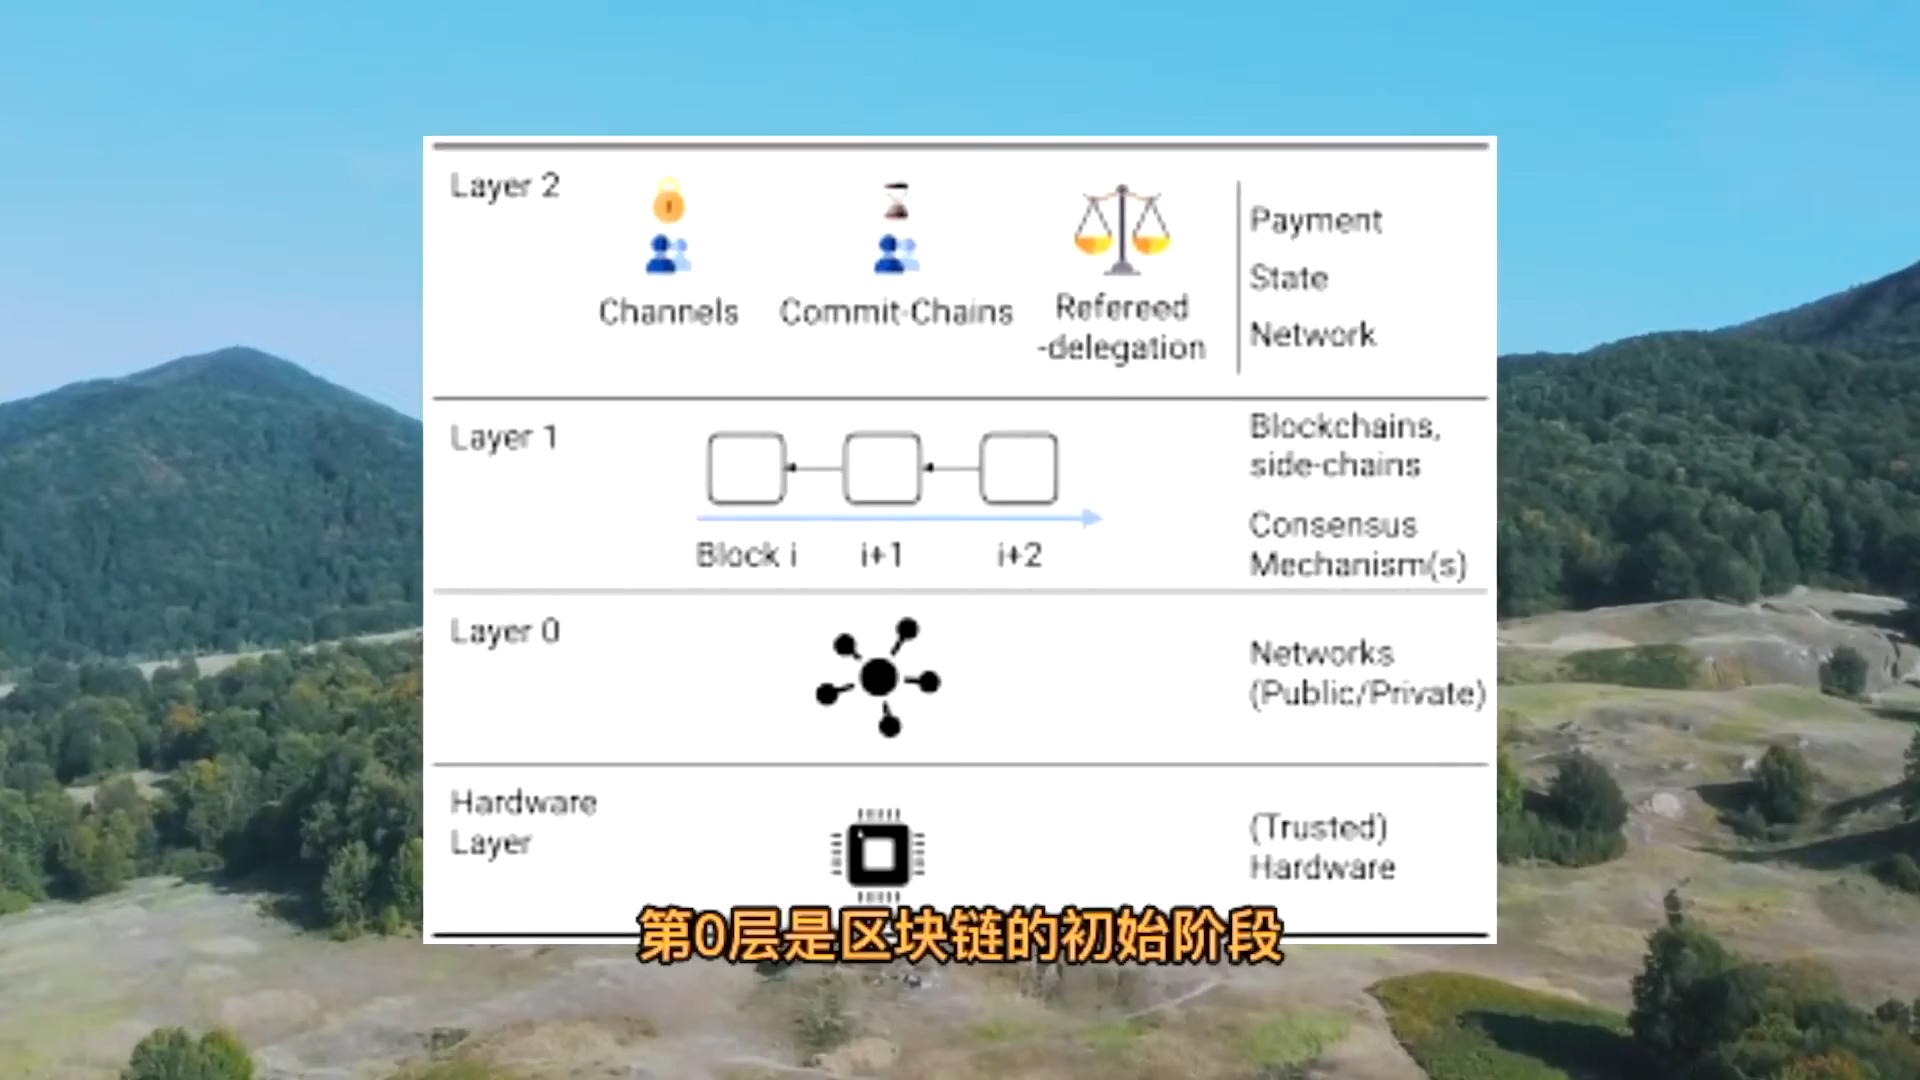 Layer 2
Channels
Commit-Chains
Refereed
-delegation
Payment
State
Network
Layer 1
Block i
i+1
i+2
Blockchains,
side-chains
Consensus
Mechanism(s)
Layer 0
Networks
(Public/Private)
Hardware
Layer
(Trusted)
Hardware
第0层是区块链的初始阶段